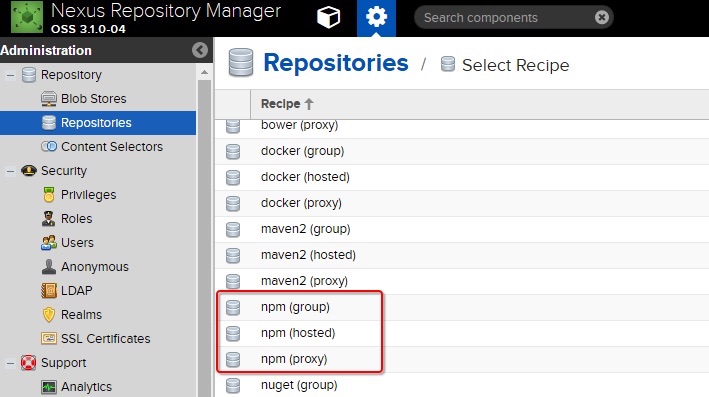 Nexus Repository Manager
OSS 3.1.0-04
Search components
Administration
Repository
Blob Stores
Repositories
Content Selectors
Security
Privileges
Roles
Users
Anonymous
LDAP
Realms
SSL Certificates
Support
Analytics
Repositories / Select Recipe
Recipe
bower (proxy)
docker (group)
docker (hosted)
docker (proxy)
maven2 (group)
maven2 (hosted)
maven2 (proxy)
npm (group)
npm (hosted)
npm (proxy)
nuget (group)